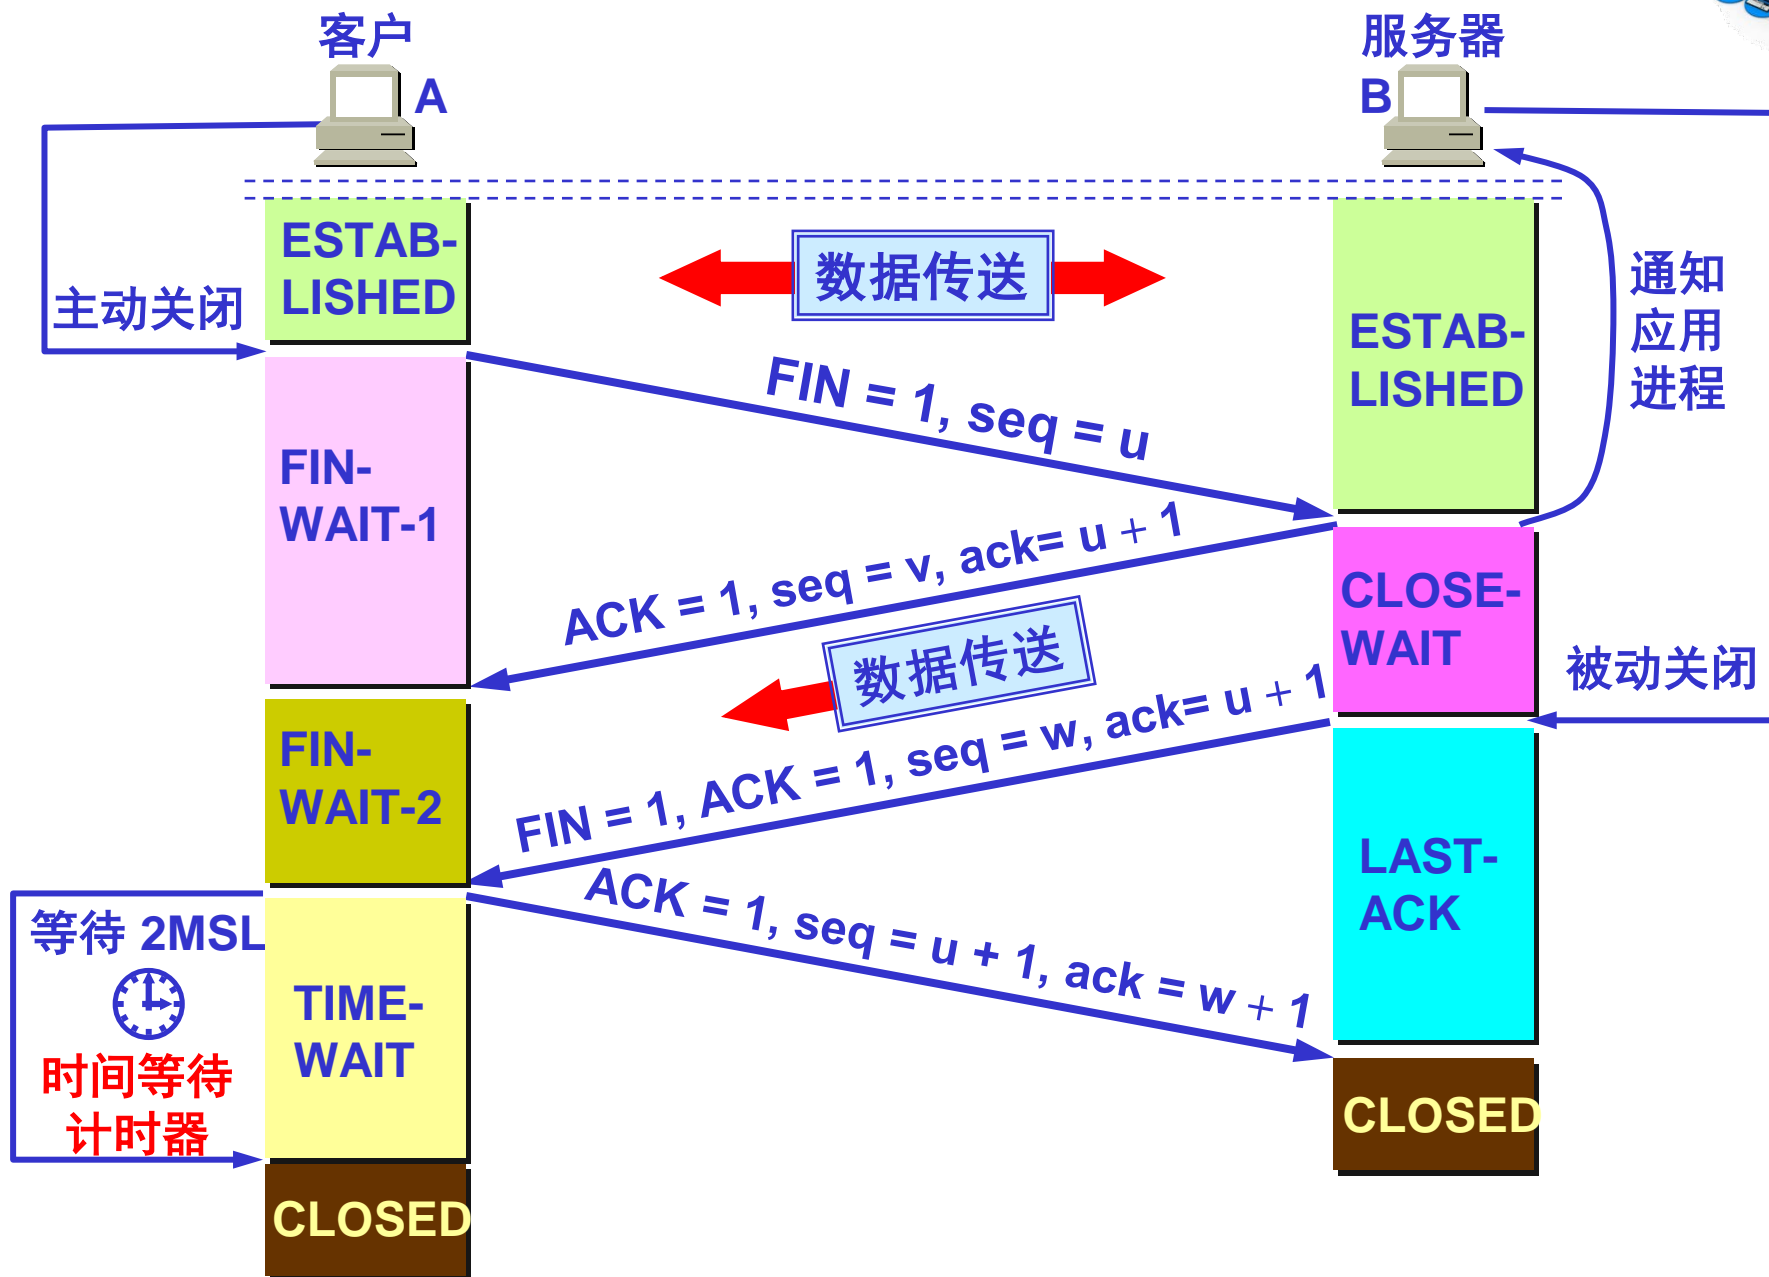 客户
服务器
A
B
ESTAB-
LISHED
数据传送
主动关闭
ESTAB-
LISHED
通知
应用
进程
FIN = 1, seq = u
FIN-
WAIT-1
ACK = 1, seq = v, ack= u + 1
CLOSE-
WAIT
数据传送
被动关闭
FIN-
WAIT-2
FIN = 1, ACK = 1, seq = w, ack= u + 1
LAST-
ACK
ACK = 1, seq = u + 1, ack = w + 1
等待 2MSL
TIME-
WAIT
时间等待
计时器
CLOSED
CLOSED